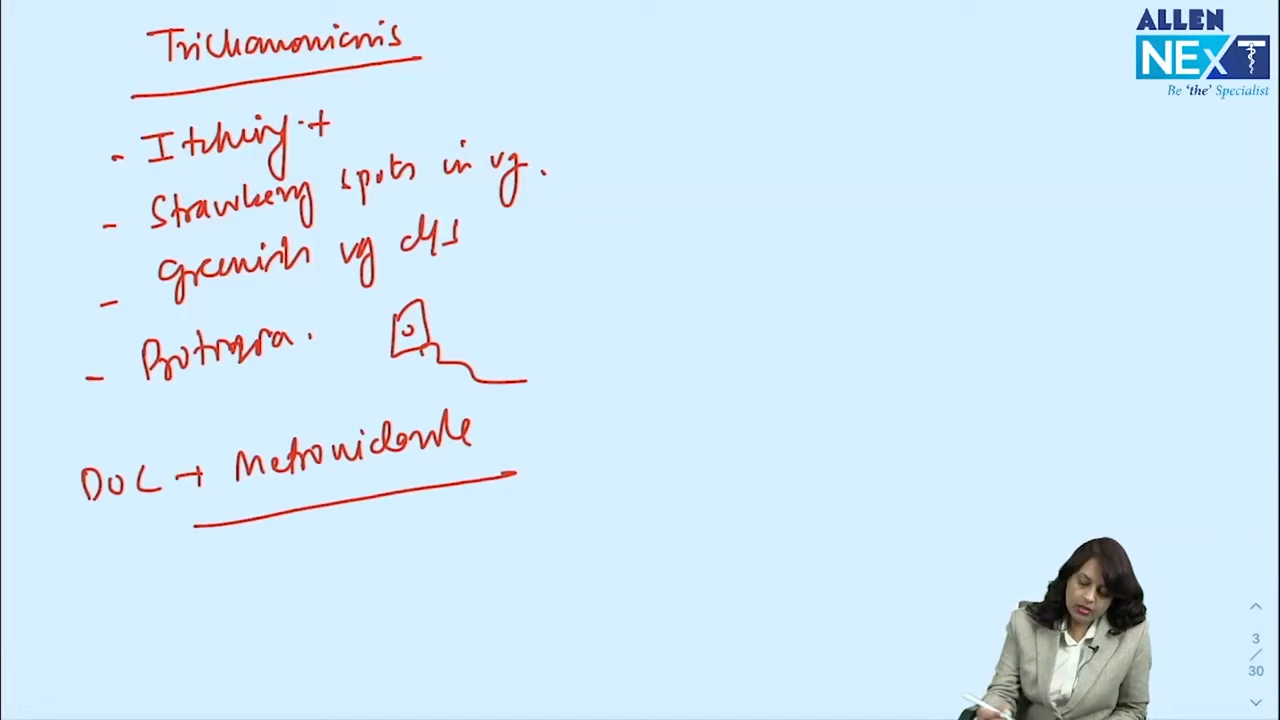 Trichomoniasis
- Itching +
- Strawberry spots in vg.
- Greenish vg d/s
- Protozoa.
DOC → Metronidazole
ALLEN
NEXT
Be 'the' Specialist
3
/
30